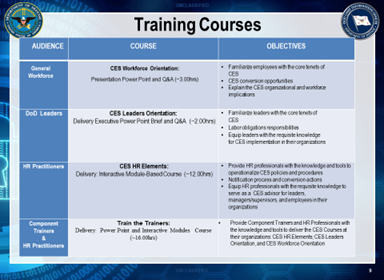 UNCLASSIFIED
Training Courses
AUDIENCE
COURSE
OBJECTIVES
General
Workforce
CES Workforce Orientation:
Presentation Power Point and Q&A (~3.00hrs)
• Familiarize employees with the core tenets of
CES
• CES conversion opportunities
• Explain the CES organizational and workforce
implications
DoD Leaders
CES Leaders Orientation:
Delivery Executive Power Point Brief and Q&A (~2.00hrs)
• Familiarize leaders with the core tenets of
CES
• Labor obligations responsibilities
• Equip leaders with the requisite knowledge
for CES implementation in their organizations
HR Practitioners
CES HR Elements:
Delivery: Interactive Module-Based Course (~12.00hrs)
• Provide HR professionals with the knowledge and tools to
operationalize CES policies and procedures
• Notification process and conversion actions
• Equip HR professionals with the requisite knowledge to
serve as a CES advisor for leaders,
managers/supervisors, and employees in their
organizations
Component
Trainers
&
HR Practitioners
Train the Trainers:
Delivery: Power Point and Interactive Modules Course
(~16.00hrs)
• Provide Component Trainers and HR Professionals with
the knowledge and tools to deliver the CES Courses at
their organizations: CES HR Elements, CES Leaders
Orientation, and CES Workforce Orientation
UNCLASSIFIED